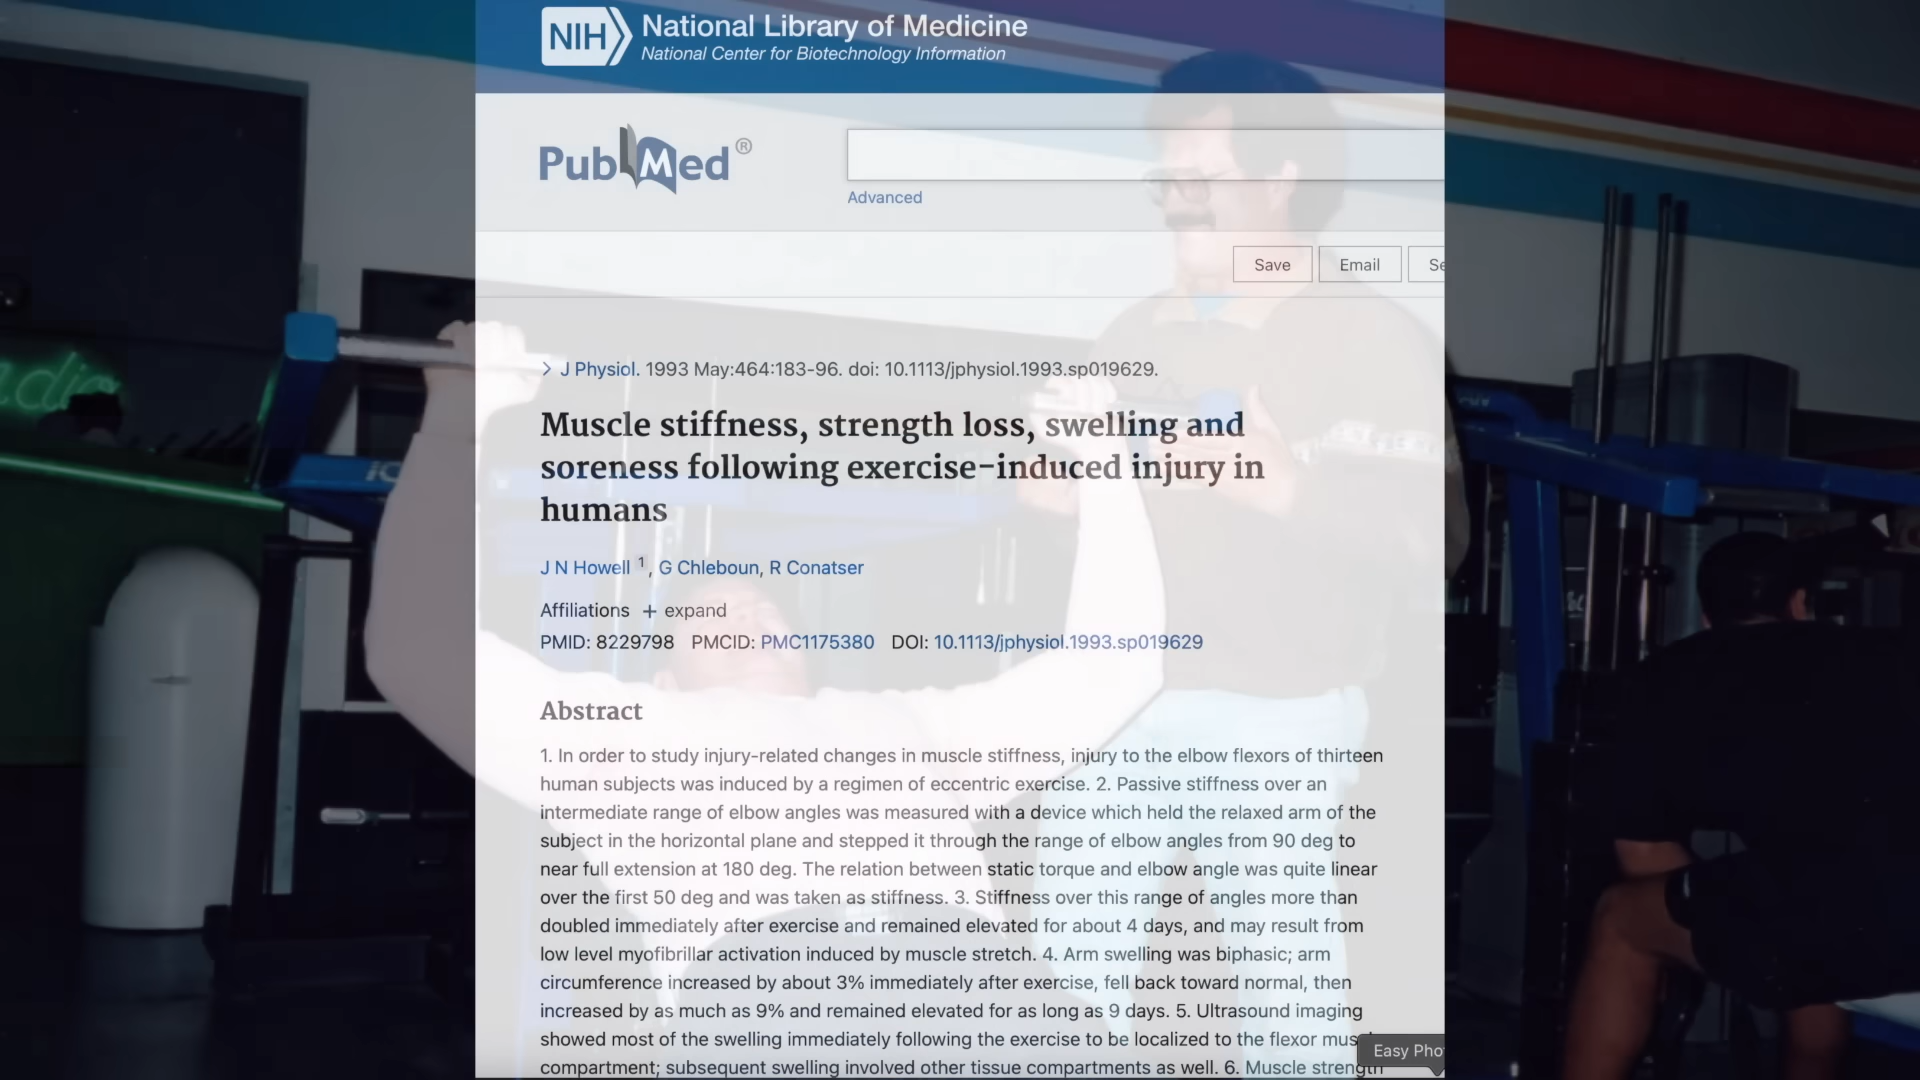 NIH National Library of Medicine
National Center for Biotechnology Information
PubMed®
Advanced
Save Email
> J Physiol. 1993 May:464:183-96. doi: 10.1113/jphysiol.1993.sp019629.
Muscle stiffness, strength loss, swelling and
soreness following exercise-induced injury in
humans
J N Howell 1, G Chleboun, R Conatser
Affiliations + expand
PMID: 8229798 PMCID: PMC1175380 DOI: 10.1113/jphysiol.1993.sp019629
Abstract
1. In order to study injury-related changes in muscle stiffness, injury to the elbow flexors of thirteen
human subjects was induced by a regimen of eccentric exercise. 2. Passive stiffness over an
intermediate range of elbow angles was measured with a device which held the relaxed arm of the
subject in the horizontal plane and stepped it through the range of elbow angles from 90 deg to
near full extension at 180 deg. The relation between static torque and elbow angle was quite linear
over the first 50 deg and was taken as stiffness. 3. Stiffness over this range of angles more than
doubled immediately after exercise and remained elevated for about 4 days, and may result from
low level myofibrillar activation induced by muscle stretch. 4. Arm swelling was biphasic; arm
circumference increased by about 3% immediately after exercise, fell back toward normal, then
increased by as much as 9% and remained elevated for as long as 9 days. 5. Ultrasound imaging
showed most of the swelling immediately following the exercise to be localized to the flexor
Easy
compartment; subsequent swelling involved other tissue compartments as well. 6. Muscle strength